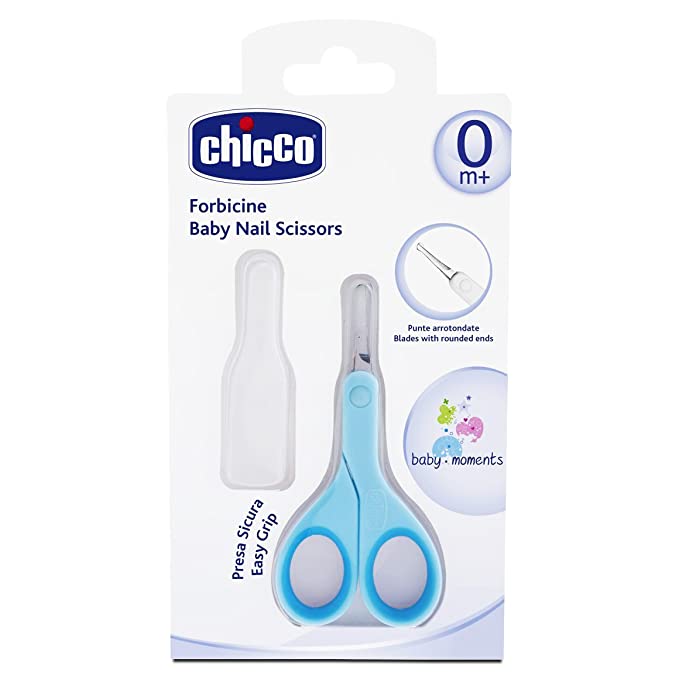 chicco
0
m+
Forbicine
Baby Nail Scissors
Punte arrotondate
Blades with rounded ends
baby • moments
Presa Sicura
Easy Grip